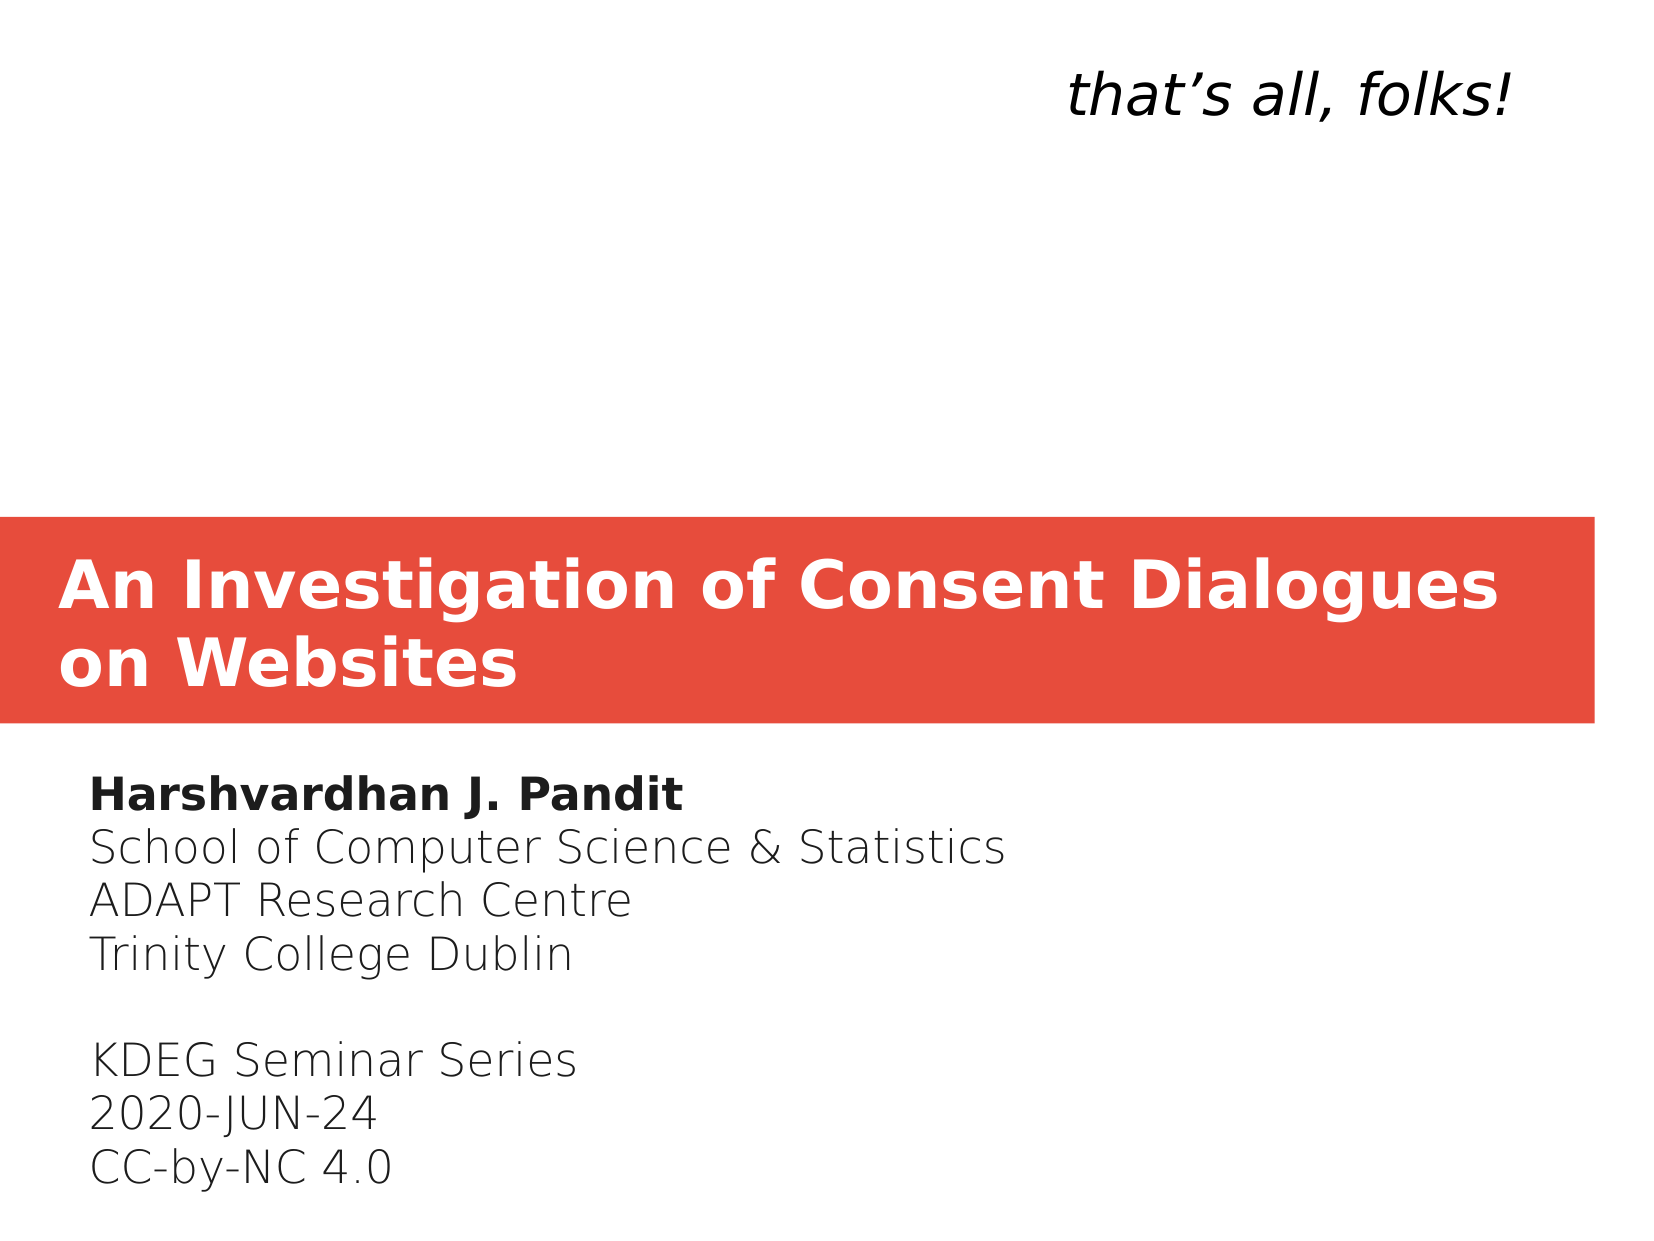 that’s all, folks!
An Investigation of Consent Dialogues
on Websites
Harshvardhan J. Pandit
School of Computer Science & Statistics
ADAPT Research Centre
Trinity College Dublin
KDEG Seminar Series
2020-JUN-24
CC-by-NC 4.0